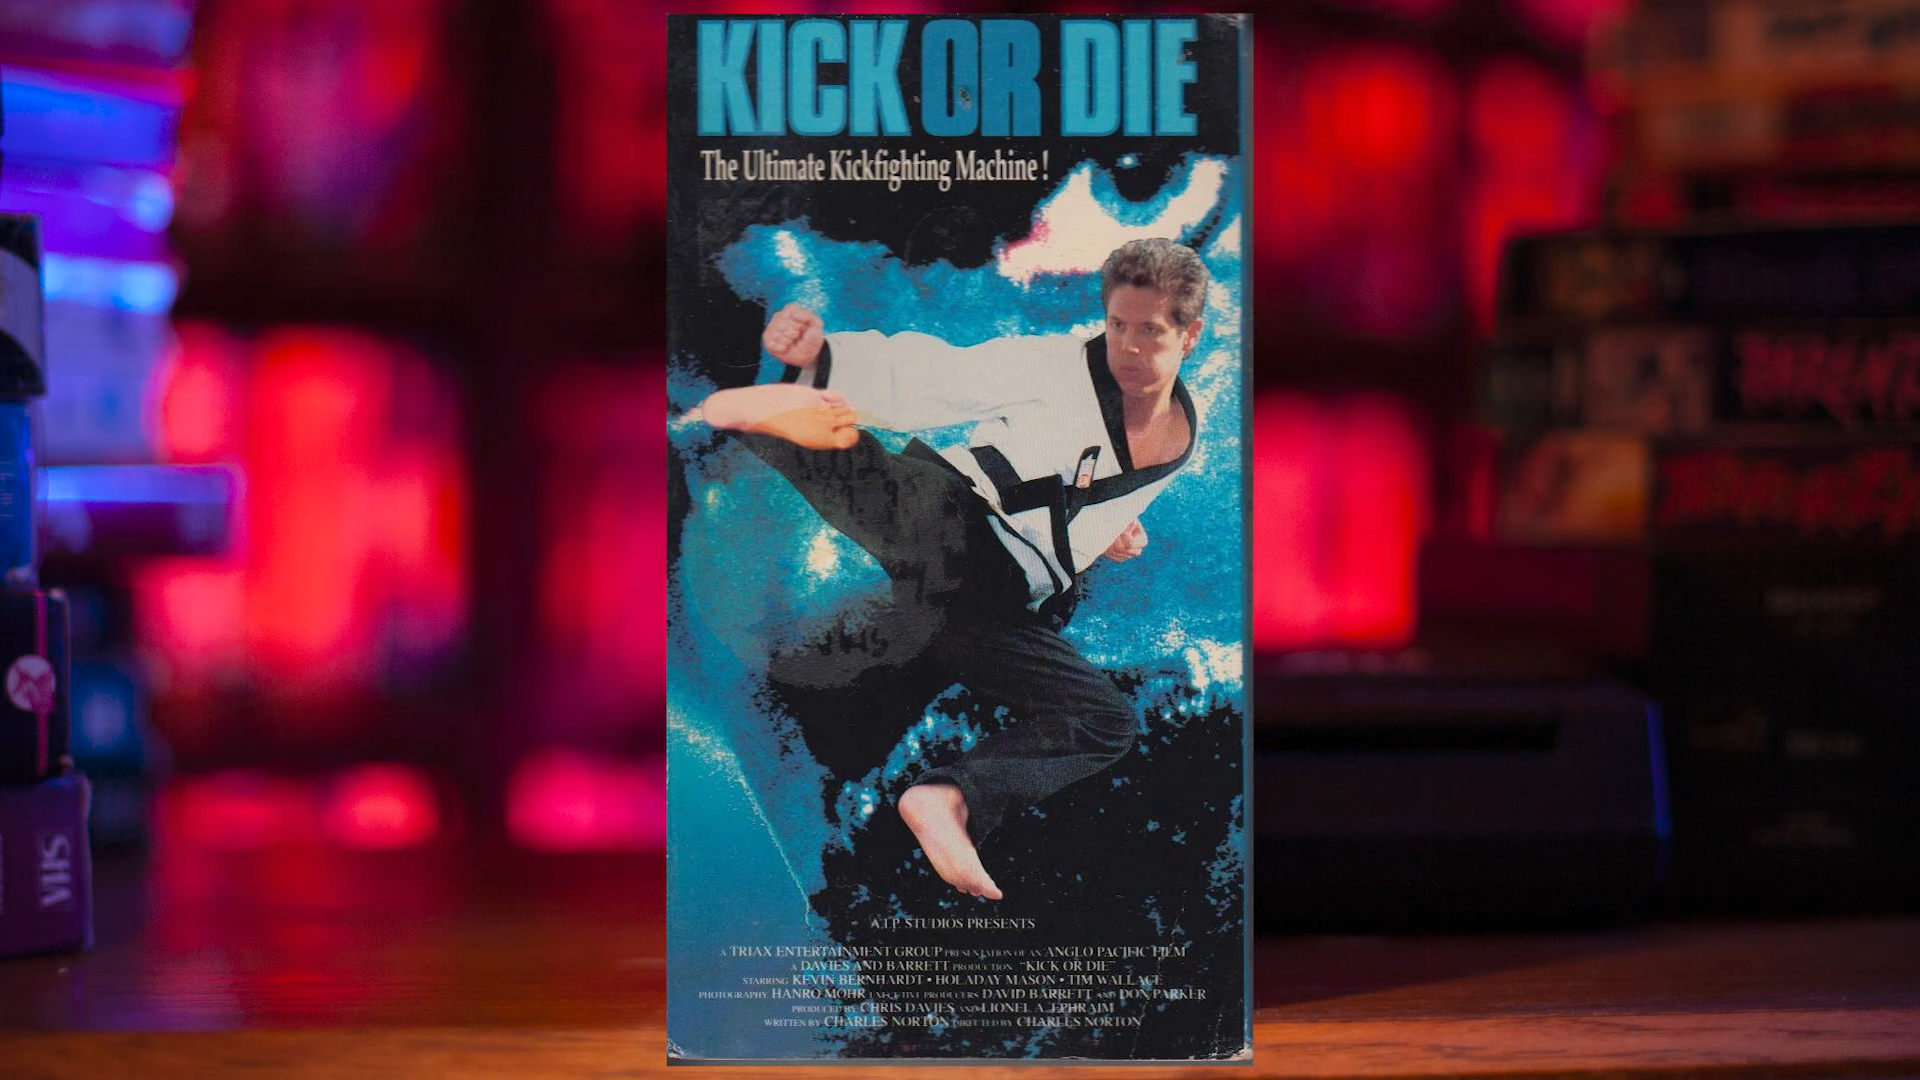 KICK OR DIE
The Ultimate Kickfighting Machine !
A.I.P. STUDIOS PRESENTS
A TRIAX ENTERTAINMENT GROUP PRESENTATION OF AN ANGLO PACIFIC FILM
A DAVIES AND BARRETT PRODUCTION "KICK OR DIE"
STARRING KEVIN BERNHARDT • HOLADAY MASON • TIM WALLACE
PHOTOGRAPHY HANRO MOHR EXECUTIVE PRODUCERS DAVID BARRETT AND DON PARKER
PRODUCED BY CHRIS DAVIES AND LIONEL A. EPHRAIM
WRITTEN BY CHARLES NORTON DIRECTED BY CHARLES NORTON
VHS